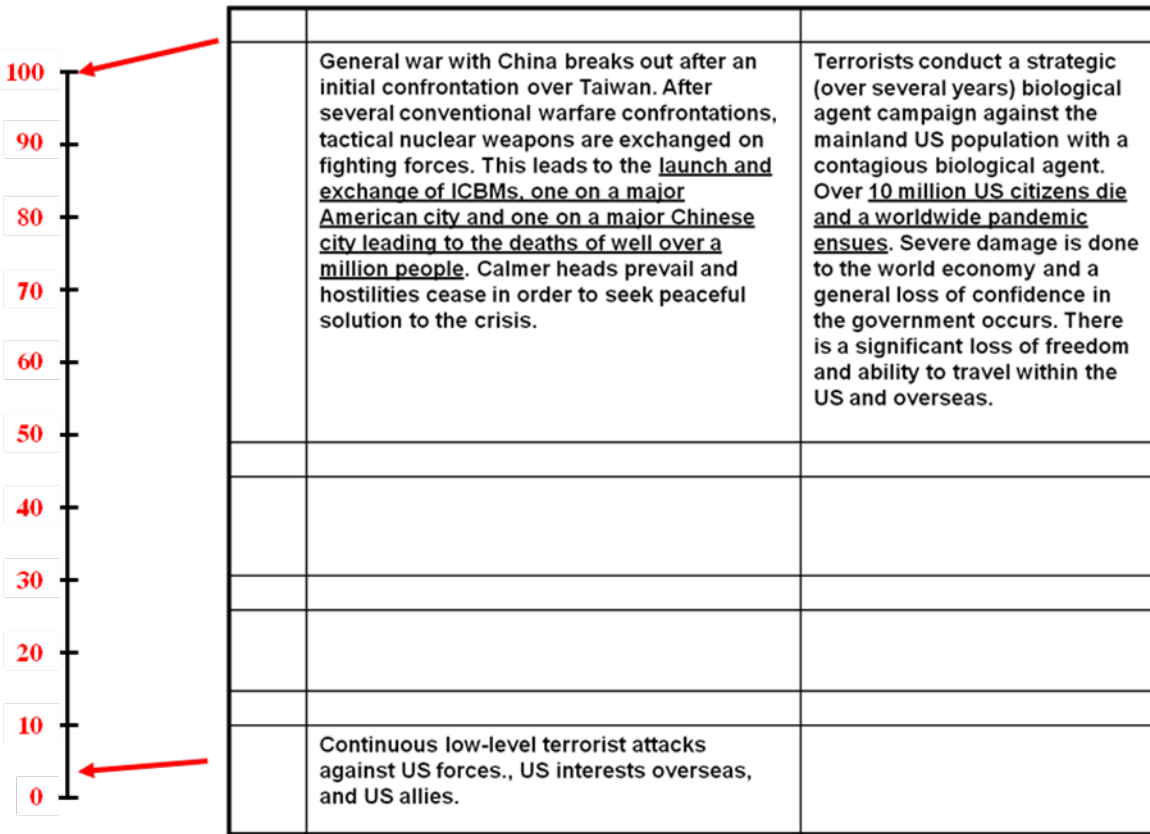 100
90
80
70
60
50
40
30
20
10
0
General war with China breaks out after an
initial confrontation over Taiwan. After
several conventional warfare confrontations,
tactical nuclear weapons are exchanged on
fighting forces. This leads to the launch and
exchange of ICBMs, one on a major
American city and one on a major Chinese
city leading to the deaths of well over a
million people. Calmer heads prevail and
hostilities cease in order to seek peaceful
solution to the crisis.
Terrorists conduct a strategic
(over several years) biological
agent campaign against the
mainland US population with a
contagious biological agent.
Over 10 million US citizens die
and a worldwide pandemic
ensues. Severe damage is done
to the world economy and a
general loss of confidence in
the government occurs. There
is a significant loss of freedom
and ability to travel within the
US and overseas.
Continuous low-level terrorist attacks
against US forces., US interests overseas,
and US allies.